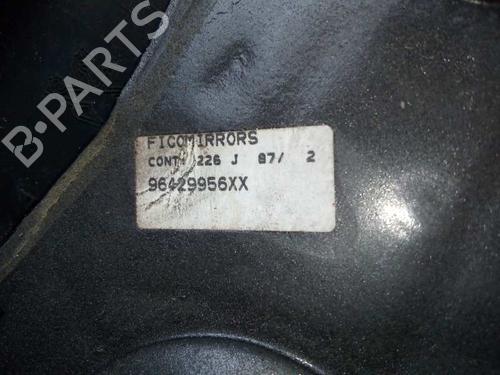 FICOMIRRORS
CONT: 226 J 87/ 2
96429956XX
B-PARTS